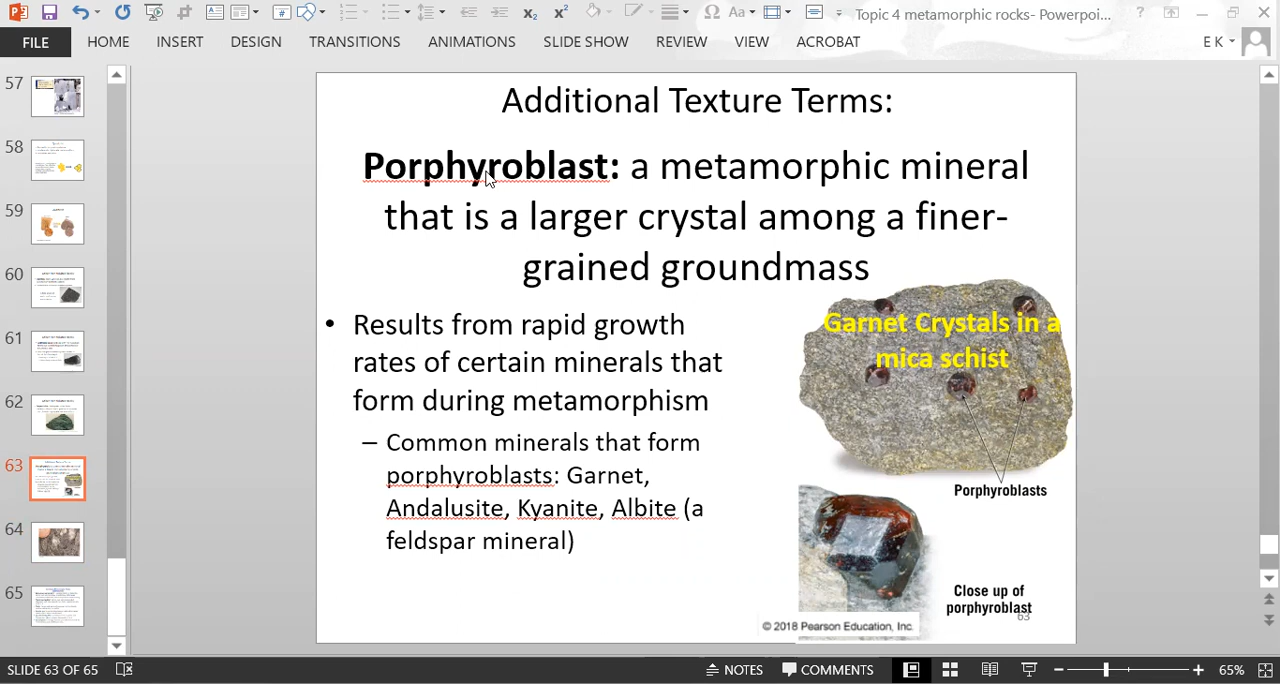 Topic 4 metamorphic rocks- Powerpoi...
FILE HOME INSERT DESIGN TRANSITIONS ANIMATIONS SLIDE SHOW REVIEW VIEW ACROBAT E K
57
58
59
60
61
62
63
64
65
Additional Texture Terms:
Porphyroblast: a metamorphic mineral
that is a larger crystal among a finer-
grained groundmass
• Results from rapid growth
rates of certain minerals that
form during metamorphism
– Common minerals that form
porphyroblasts: Garnet,
Andalusite, Kyanite, Albite (a
feldspar mineral)
Garnet Crystals in a
mica schist
Porphyroblasts
Close up of
porphyroblast
63
© 2018 Pearson Education, Inc.
SLIDE 63 OF 65 NOTES COMMENTS 65%